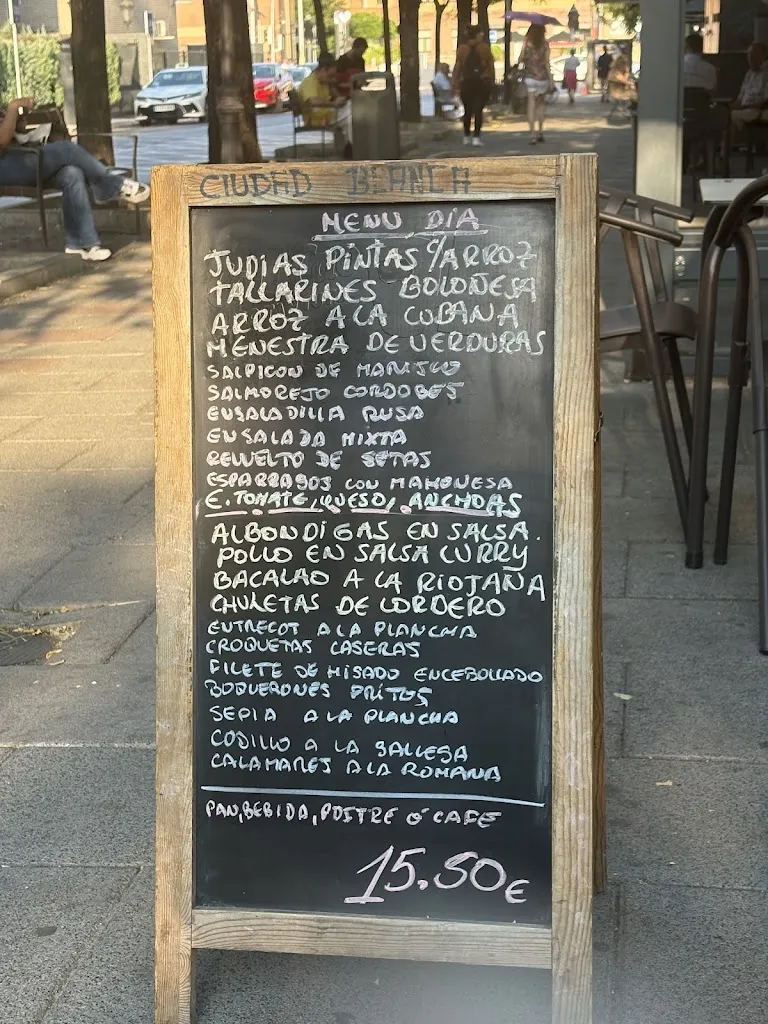 CIUDAD BLANCA
MENU DIA
JUDIAS PINTAS C/ARROZ
TALLARINES BOLOÑESA
ARROZ A LA CUBANA
MENESTRA DE VERDURAS
SALPICON DE MARISCO
SALMOREJO CORDOBES
ENSALADILLA RUSA
ENSALADA MIXTA
REVUELTO DE SETAS
ESPARRAGOS CON MAHONESA
E. TOMATE, QUESO, ANCHOAS
ALBONDIGAS EN SALSA.
POLLO EN SALSA CURRY
BACALAO A LA RIOJANA
CHULETAS DE CORDERO
ENTRECOT A LA PLANCHA
CROQUETAS CASERAS
FILETE DE HIGADO ENCEBOLLADO
BOQUERONES FRITOS
SEPIA A LA PLANCHA
CODILLO A LA GALLEGA
CALAMARES A LA ROMANA
PAN, BEBIDA, POSTRE O' CAFE
15.50€